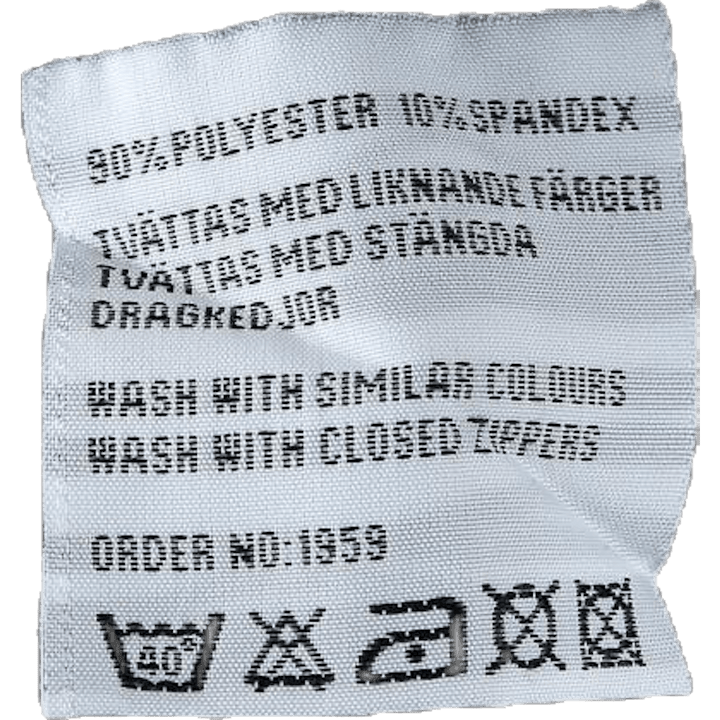 90% POLYESTER 10% SPANDEX
TVÄTTAS MED LIKNANDE FÄRGER
TVÄTTAS MED STÄNGDA
DRAGKEDJOR
WASH WITH SIMILAR COLOURS
WASH WITH CLOSED ZIPPERS
ORDER NO:1959
40°